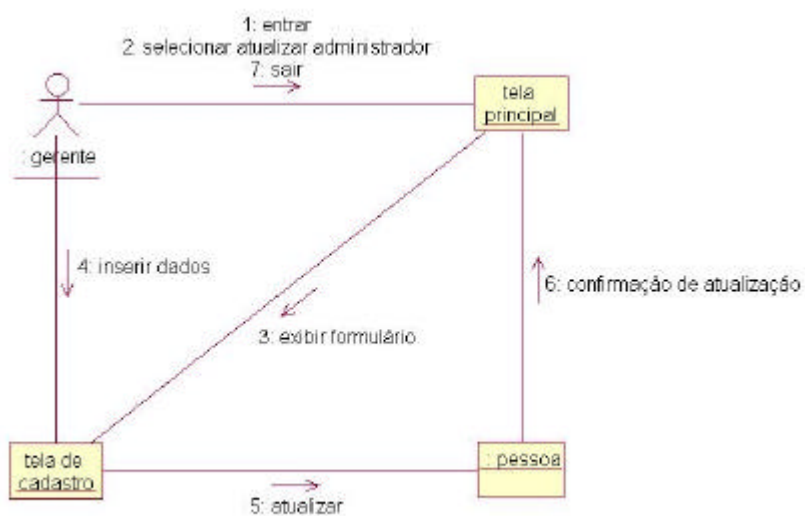 1: entrar
2: selecionar atualizar administrador
7: sair
tela
principal
: gerente
4: inserir dados
6: confirmação de atualização
3: exibir formulário
tela de
cadastro
: pessoa
5: atualizar